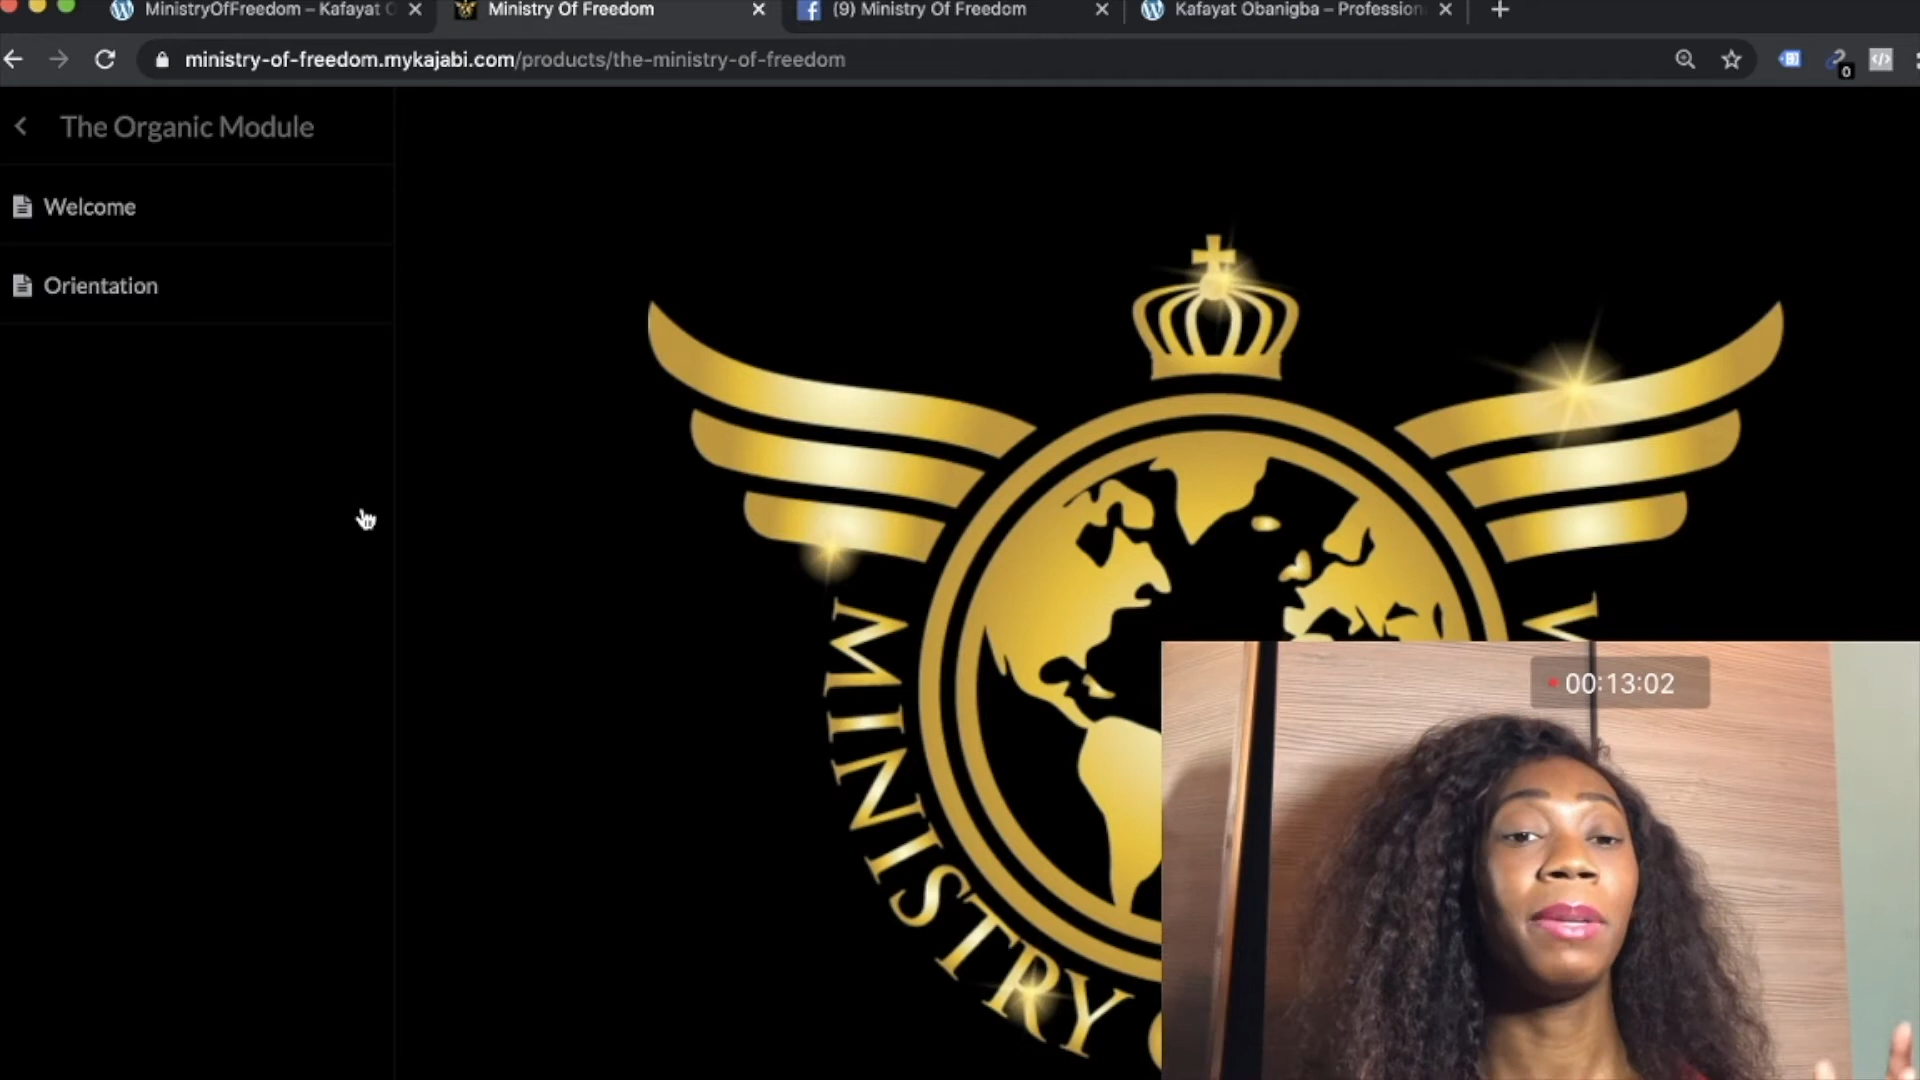 MinistryOfFreedom – Kafayat O
Ministry Of Freedom
(9) Ministry Of Freedom
Kafayat Obanigba – Profession
ministry-of-freedom.mykajabi.com/products/the-ministry-of-freedom
0
The Organic Module
Welcome
Orientation
MINISTRY
00:13:02